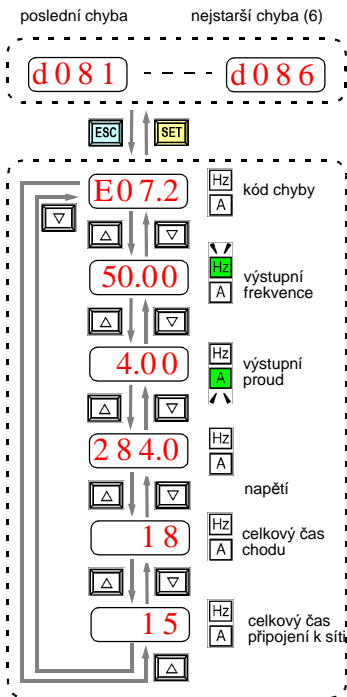 poslední chyba nejstarší chyba (6)
d081 d086
ESC SET
E07.2 Hz A kód chyby
50.00 Hz A výstupní frekvence
4.00 Hz A výstupní proud
284.0 Hz A napětí
18 Hz A celkový čas chodu
15 Hz A celkový čas připojení k síti